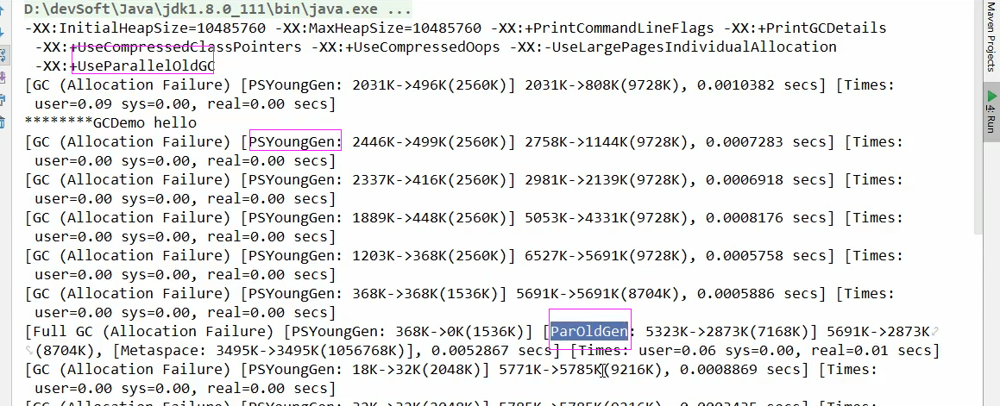 D:\devSoft\Java\jdk1.8.0_111\bin\java.exe ...
-XX:InitialHeapSize=10485760 -XX:MaxHeapSize=10485760 -XX:+PrintCommandLineFlags -XX:+PrintGCDetails
-XX:+UseCompressedClassPointers -XX:+UseCompressedOops -XX:-UseLargePagesIndividualAllocation
-XX:+UseParallelOldGC
[GC (Allocation Failure) [PSYoungGen: 2031K->496K(2560K)] 2031K->808K(9728K), 0.0010382 secs] [Times:
user=0.09 sys=0.00, real=0.00 secs]
********GCDemo hello
[GC (Allocation Failure) [PSYoungGen: 2446K->499K(2560K)] 2758K->1144K(9728K), 0.0007283 secs] [Times:
user=0.00 sys=0.00, real=0.00 secs]
[GC (Allocation Failure) [PSYoungGen: 2337K->416K(2560K)] 2981K->2139K(9728K), 0.0006918 secs] [Times:
user=0.00 sys=0.00, real=0.00 secs]
[GC (Allocation Failure) [PSYoungGen: 1889K->448K(2560K)] 5053K->4331K(9728K), 0.0008176 secs] [Times:
user=0.00 sys=0.00, real=0.00 secs]
[GC (Allocation Failure) [PSYoungGen: 1203K->368K(2560K)] 6527K->5691K(9728K), 0.0005758 secs] [Times:
user=0.00 sys=0.00, real=0.00 secs]
[GC (Allocation Failure) [PSYoungGen: 368K->368K(1536K)] 5691K->5691K(8704K), 0.0005886 secs] [Times:
user=0.00 sys=0.00, real=0.00 secs]
[Full GC (Allocation Failure) [PSYoungGen: 368K->0K(1536K)] [ParOldGen: 5323K->2873K(7168K)] 5691K->2873K
(8704K), [Metaspace: 3495K->3495K(1056768K)], 0.0052867 secs] [Times: user=0.06 sys=0.00, real=0.01 secs]
[GC (Allocation Failure) [PSYoungGen: 18K->32K(2048K)] 5771K->5785K(9216K), 0.0008869 secs] [Times:
user=0.00 sys=0.00, real=0.00 secs]
Maven Projects
4: Run